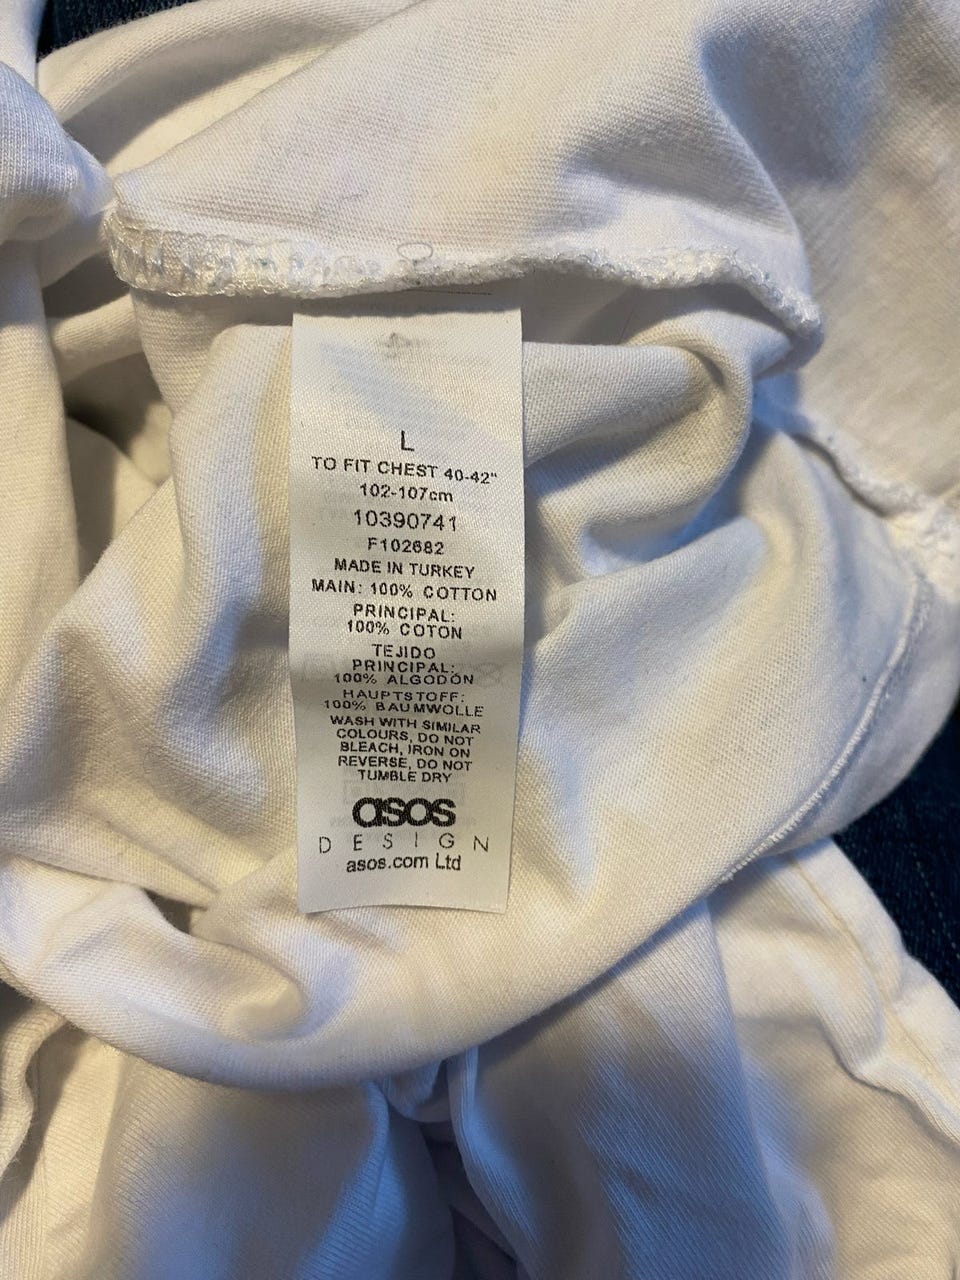 L
TO FIT CHEST 40-42"
102-107cm
10390741
F102682
MADE IN TURKEY
MAIN: 100% COTTON
PRINCIPAL:
100% COTON
TEJIDO
PRINCIPAL:
100% ALGODÓN
HAUPTSTOFF:
100% BAUMWOLLE
WASH WITH SIMILAR
COLOURS, DO NOT
BLEACH, IRON ON
REVERSE, DO NOT
TUMBLE DRY
asos
DESIGN
asos.com Ltd